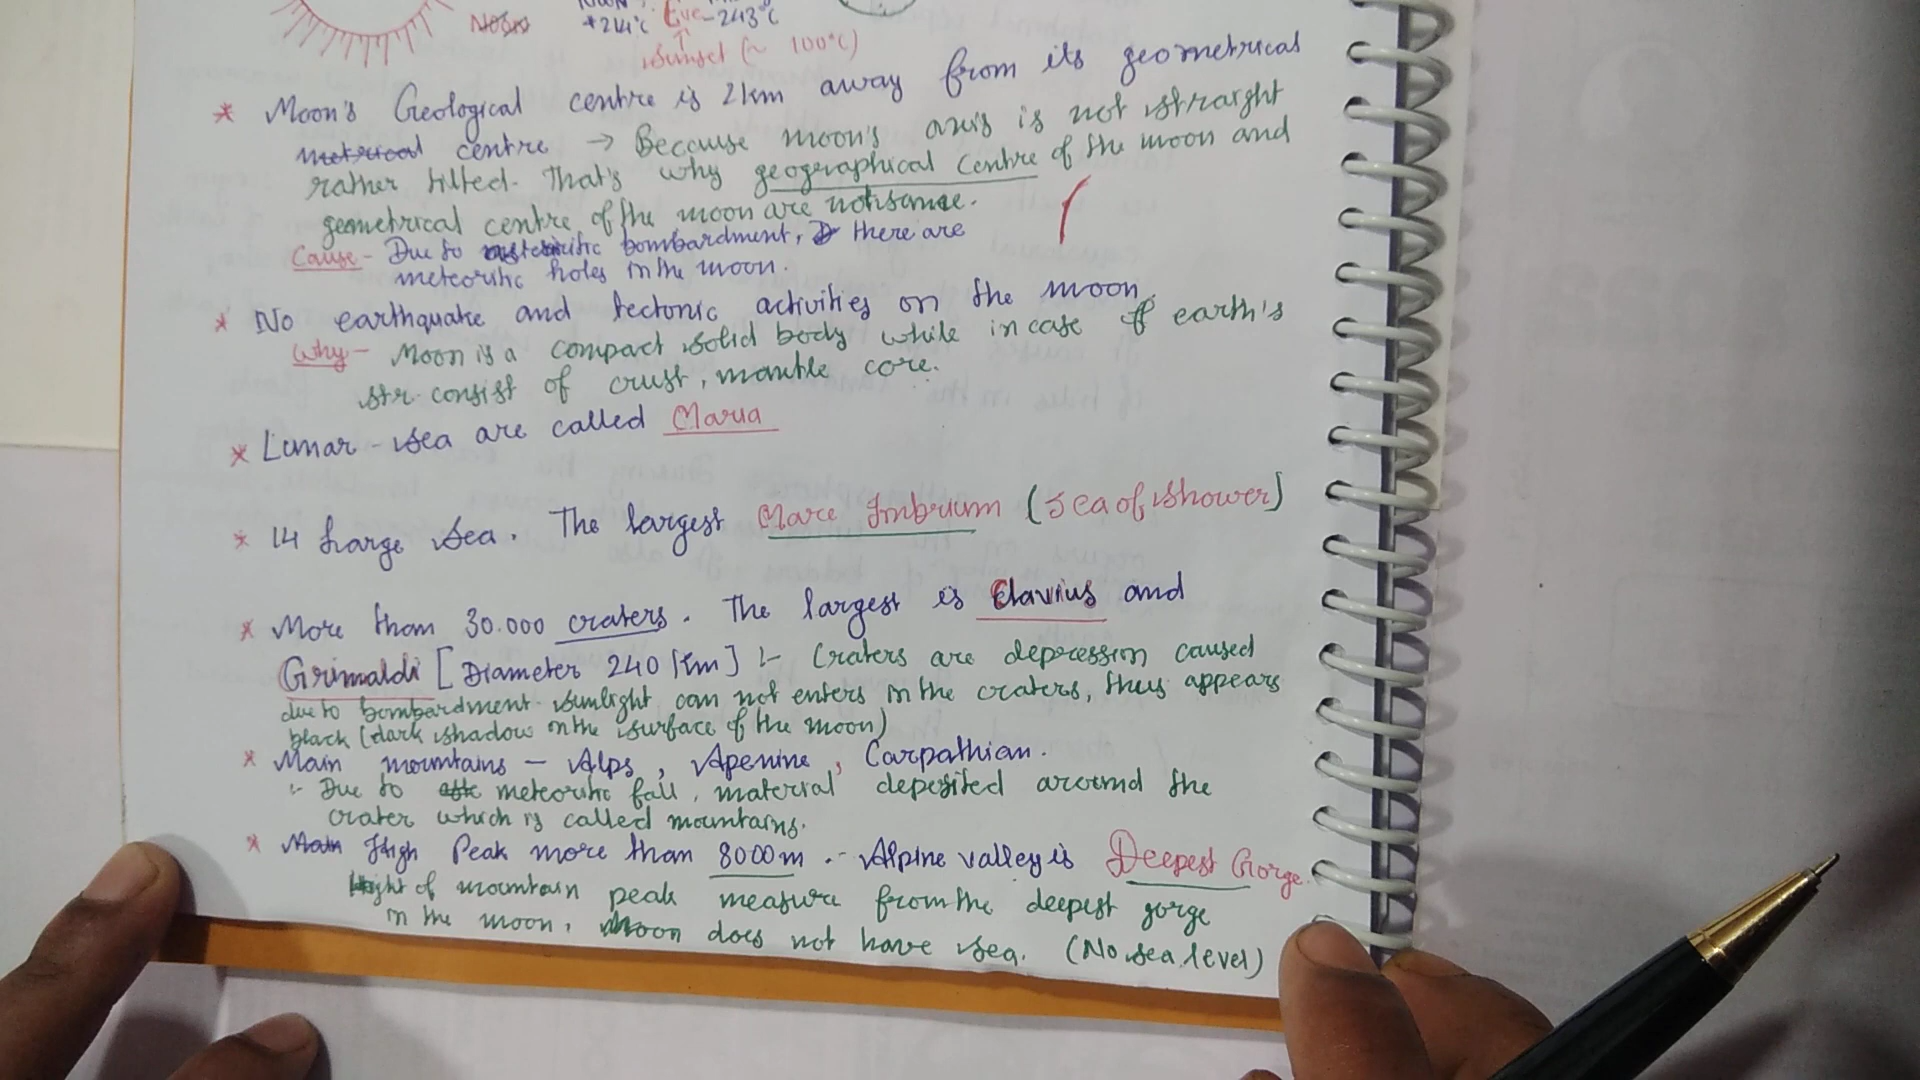 +214°C Eve -243°C
Sunset (~ 100°C)
* Moon's Geological centre is 2km away from its geometrical
centre → Because moon's axis is not straight
rather tilted. That's why geographical centre of the moon and
geometrical centre of the moon are not same.
Cause - Due to bombardment, there are
meteoritic holes in the moon.
* No earthquake and tectonic activities on the moon.
Why - Moon is a compact solid body while in case of earth's
str. consist of crust, mantle core.
* Lunar - sea are called Maria
* 14 Large sea. The largest Mare Imbrium (Sea of shower)
* More than 30.000 craters. The largest is Clavius and
Grimaldi [Diameter 240 km] :- Craters are depression caused
due to bombardment. sunlight can not enters in the craters, thus appears
black (dark shadow on the surface of the moon)
* Main mountains - Alps, Apenine, Carpathian.
:- Due to meteoritic fall, material deposited around the
crater which is called mountains.
* High Peak more than 8000m. - Alpine valley is Deepest Gorge.
Hight of mountain peak measure from the deepest gorge
in the moon, moon does not have sea. (No sea level)